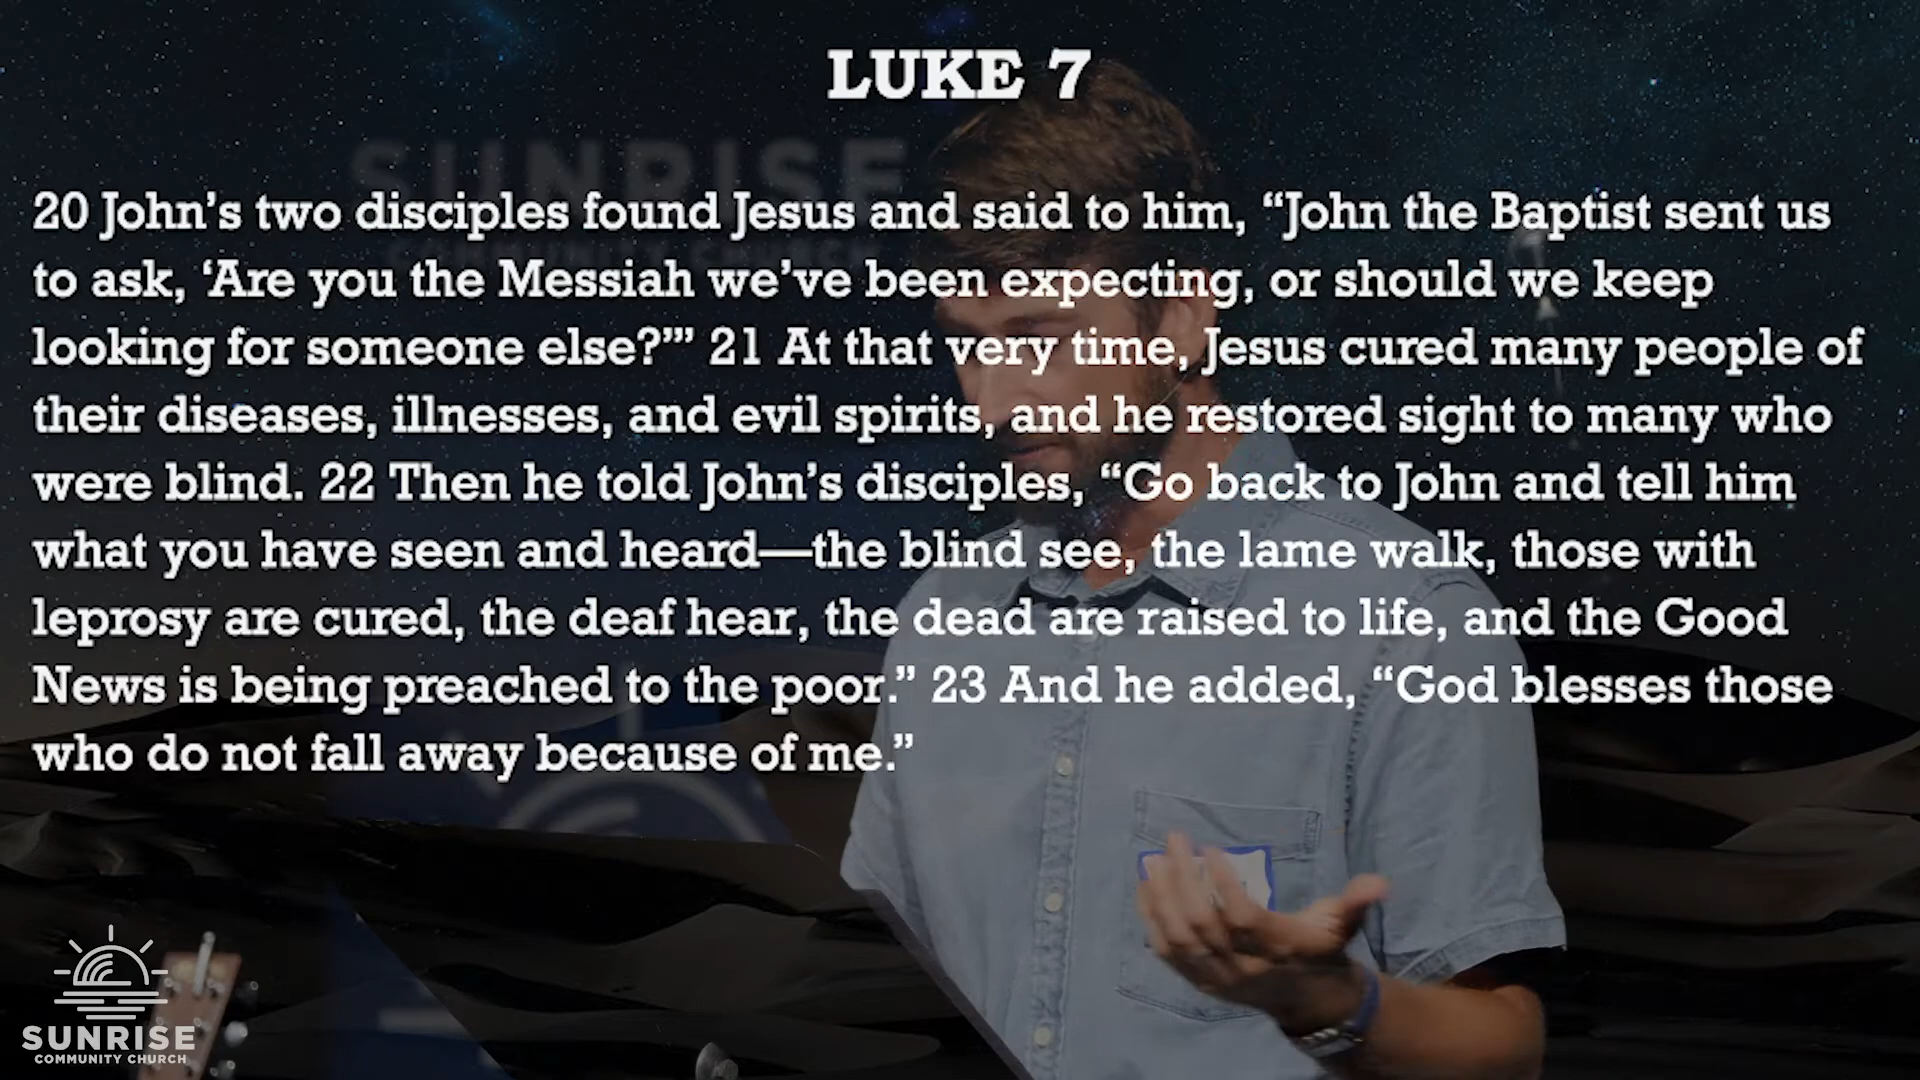 LUKE 7
SUNRISE
COMMUNITY CHURCH
20 John’s two disciples found Jesus and said to him, “John the Baptist sent us
to ask, ‘Are you the Messiah we’ve been expecting, or should we keep
looking for someone else?’” 21 At that very time, Jesus cured many people of
their diseases, illnesses, and evil spirits, and he restored sight to many who
were blind. 22 Then he told John’s disciples, “Go back to John and tell him
what you have seen and heard—the blind see, the lame walk, those with
leprosy are cured, the deaf hear, the dead are raised to life, and the Good
News is being preached to the poor.” 23 And he added, “God blesses those
who do not fall away because of me.”
SUNRISE
COMMUNITY CHURCH